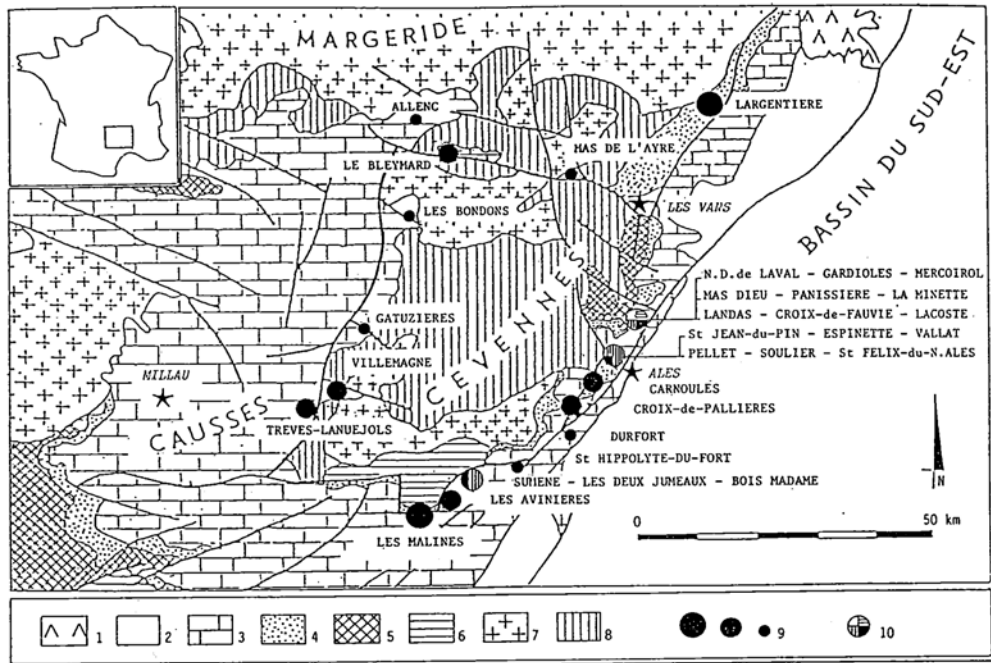 MARGERIDE
ALLENC
LARGENTIERE
LE BLEYMARD
MAS DE L'AYRE
BASSIN DU SUD-EST
LES VANS
LES BONDONS
N.D.de LAVAL - GARDIOLES - MERCOIROL
MAS DIEU - PANISSIERE - LA MINETTE
LANDAS - CROIX-de-FAUVIE - LACOSTE
St JEAN-du-PIN - ESPINETTE - VALLAT
PELLET - SOULIER - St FELIX-du-N.ALES
GATUZIERES
CEVENNES
VILLEMAGNE
MILLAU
ALES
CARNOULES
CROIX-de-PALLIERES
CAUSSES
TREVES-LANUEJOLS
DURFORT
St HIPPOLYTE-DU-FORT
SUMENE - LES DEUX JUMEAUX - BOIS MADAME
LES AVINIERES
LES MALINES
N
0 50 km
1 2 3 4 5 6 7 8 9 10